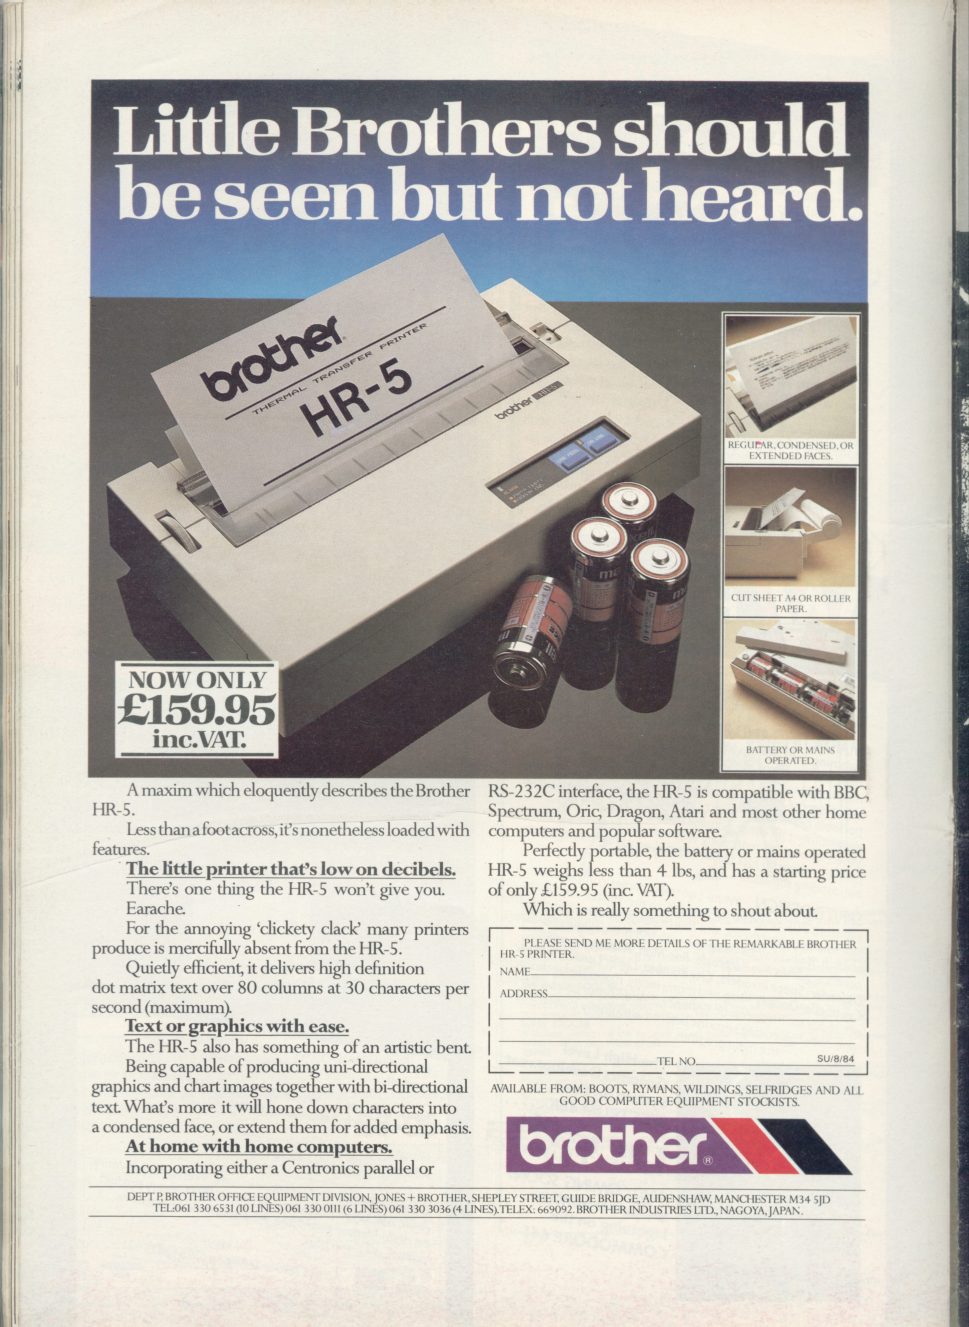 Little Brothers should
be seen but not heard.
brother
THERMAL TRANSFER PRINTER
HR-5
brother
REGULAR, CONDENSED, OR
EXTENDED FACES.
CUT SHEET A4 OR ROLLER
PAPER.
BATTERY OR MAINS
OPERATED.
NOW ONLY
£159.95
inc.VAT.
A maxim which eloquently describes the Brother
HR-5.
Less than a foot across, it's nonetheless loaded with
features.
The little printer that's low on decibels.
There's one thing the HR-5 won't give you.
Earache.
For the annoying 'clickety clack' many printers
produce is mercifully absent from the HR-5.
Quietly efficient, it delivers high definition
dot matrix text over 80 columns at 30 characters per
second (maximum).
Text or graphics with ease.
The HR-5 also has something of an artistic bent.
Being capable of producing uni-directional
graphics and chart images together with bi-directional
text. What's more it will hone down characters into
a condensed face, or extend them for added emphasis.
At home with home computers.
Incorporating either a Centronics parallel or
RS-232C interface, the HR-5 is compatible with BBC,
Spectrum, Oric, Dragon, Atari and most other home
computers and popular software.
Perfectly portable, the battery or mains operated
HR-5 weighs less than 4 lbs, and has a starting price
of only £159.95 (inc. VAT).
Which is really something to shout about.
PLEASE SEND ME MORE DETAILS OF THE REMARKABLE BROTHER
HR-5 PRINTER.
NAME
ADDRESS
TEL NO. SU/8/84
AVAILABLE FROM: BOOTS, RYMANS, WILDINGS, SELFRIDGES AND ALL
GOOD COMPUTER EQUIPMENT STOCKISTS.
brother®
DEPT P, BROTHER OFFICE EQUIPMENT DIVISION, JONES + BROTHER, SHEPLEY STREET, GUIDE BRIDGE, AUDENSHAW, MANCHESTER M34 5JD
TEL:061 330 6531 (10 LINES) 061 330 0111 (6 LINES) 061 330 3036 (4 LINES). TELEX: 669092. BROTHER INDUSTRIES LTD., NAGOYA, JAPAN.